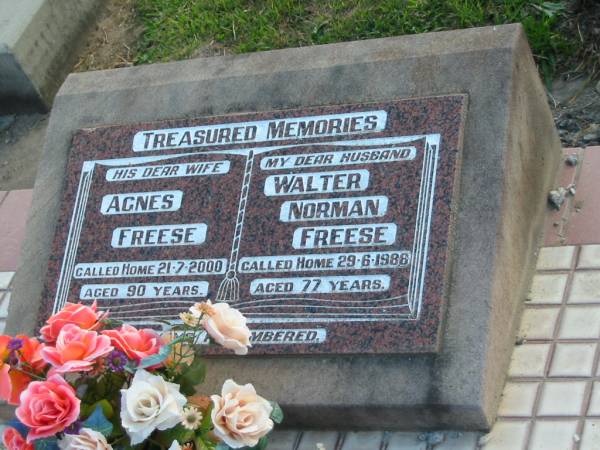 TREASURED MEMORIES
HIS DEAR WIFE
AGNES
FREESE
CALLED HOME 21-7-2000
AGED 90 YEARS.
MY DEAR HUSBAND
WALTER
NORMAN
FREESE
CALLED HOME 29-6-1986
AGED 77 YEARS.